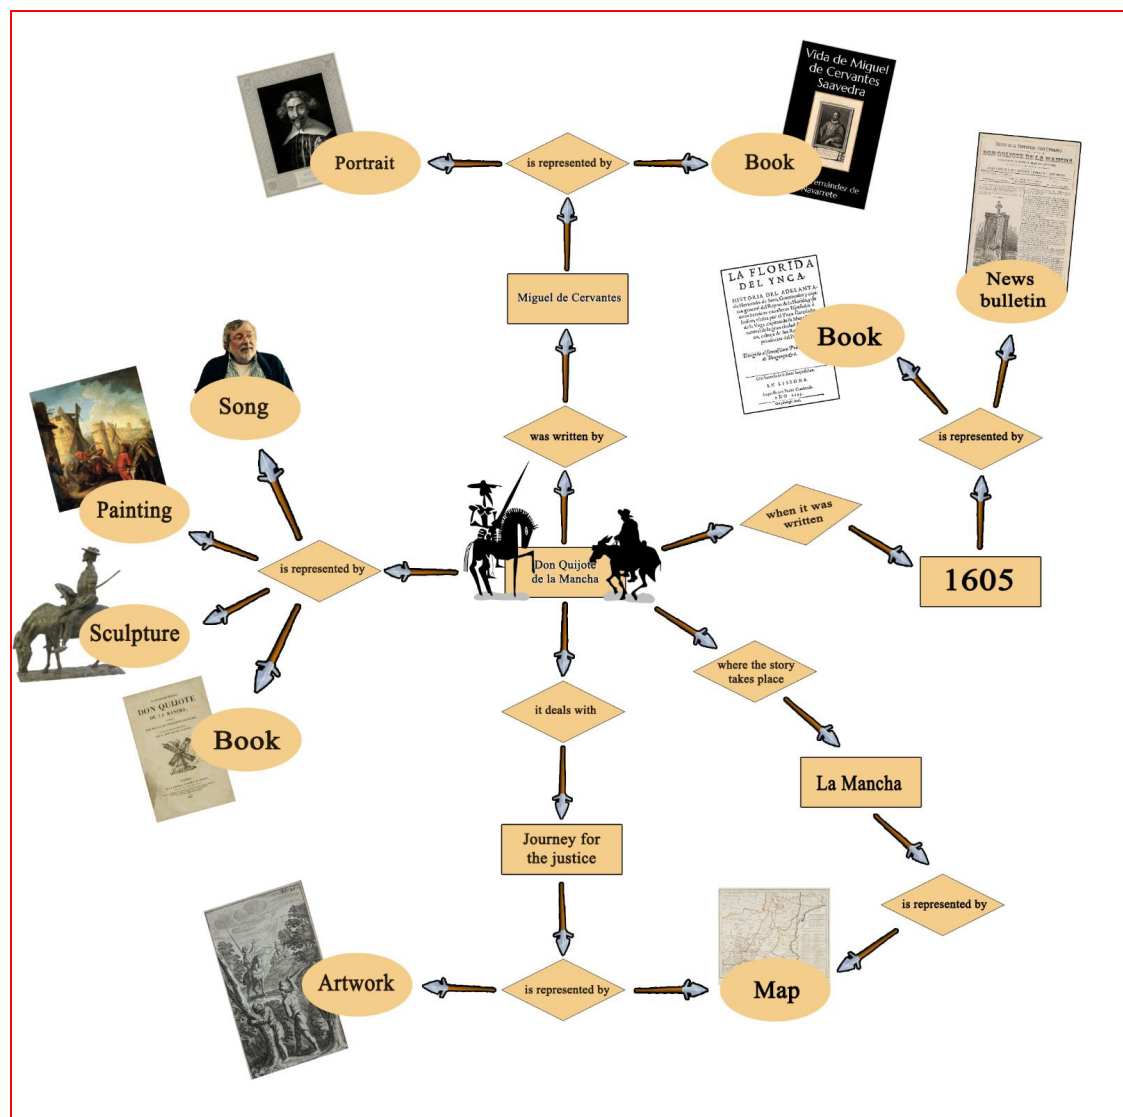 Vida de Miguel
de Cervantes
Saavedra
Fernández de
Navarrete
Portrait
is represented by
Book
DON QUIJOTE DE LA MANCHA
News
bulletin
LA FLORIDA
DEL YNCA
Book
Miguel de Cervantes
Song
was written by
is represented by
Painting
when it was
written
Don Quijote
de la Mancha
is represented by
1605
Sculpture
where the story
takes place
DON QUIJOTE
DE LA MANCHA,
Book
it deals with
La Mancha
Journey for
the justice
is represented by
Artwork
is represented by
Map
EN LISBONA